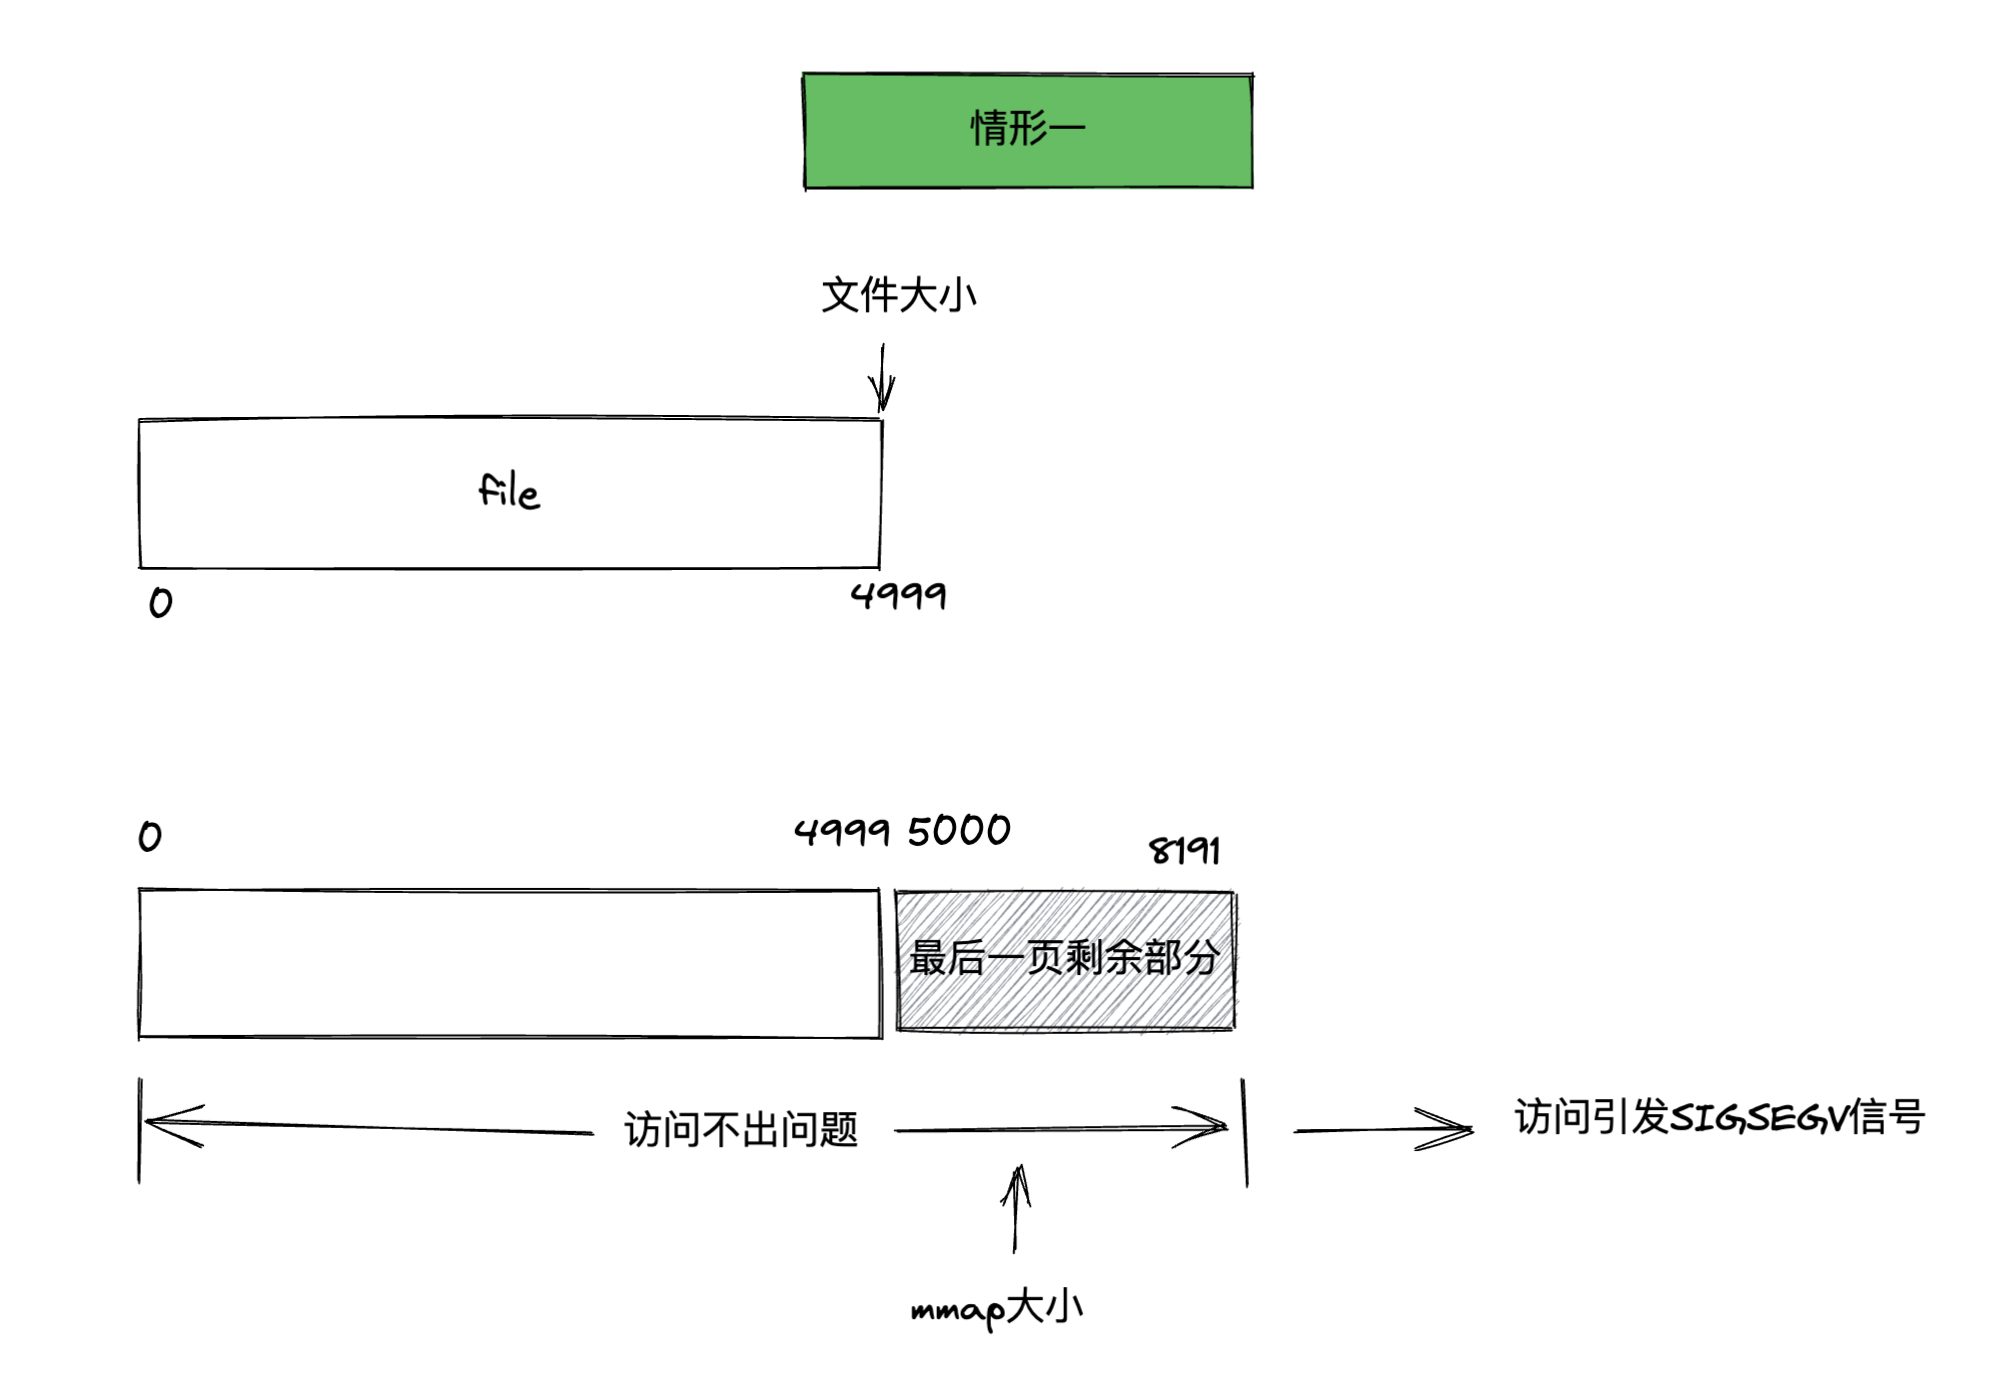 情形一
文件大小
file
0
4999
0
4999 5000
8191
最后一页剩余部分
访问不出问题
访问引发SIGSEGV信号
mmap大小